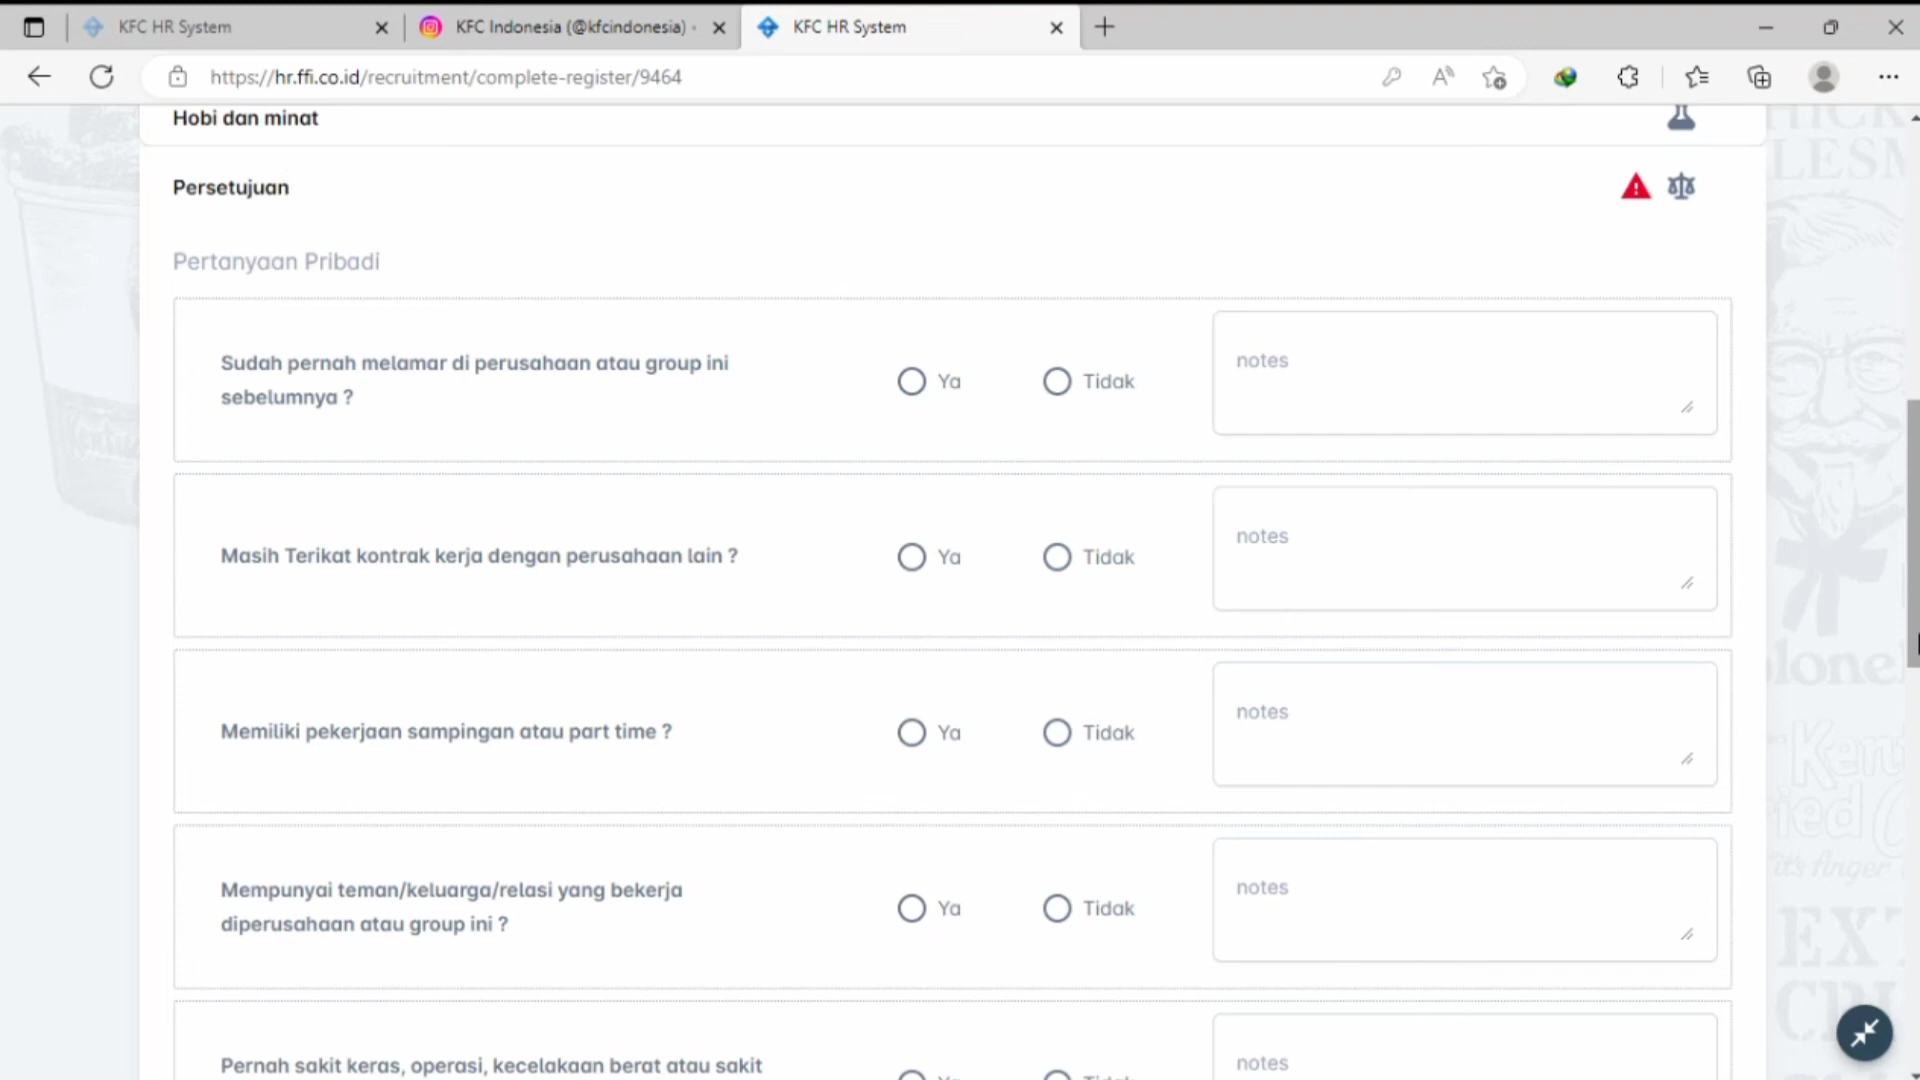 KFC HR System
KFC Indonesia (@kfcindonesia) ·
KFC HR System
https://hr.ffi.co.id/recruitment/complete-register/9464
Hobi dan minat
Persetujuan
Pertanyaan Pribadi
Sudah pernah melamar di perusahaan atau group ini
sebelumnya ?
Ya
Tidak
notes
Masih Terikat kontrak kerja dengan perusahaan lain ?
Ya
Tidak
notes
Memiliki pekerjaan sampingan atau part time ?
Ya
Tidak
notes
Mempunyai teman/keluarga/relasi yang bekerja
diperusahaan atau group ini ?
Ya
Tidak
notes
Pernah sakit keras, operasi, kecelakaan berat atau sakit
Ya
Tidak
notes